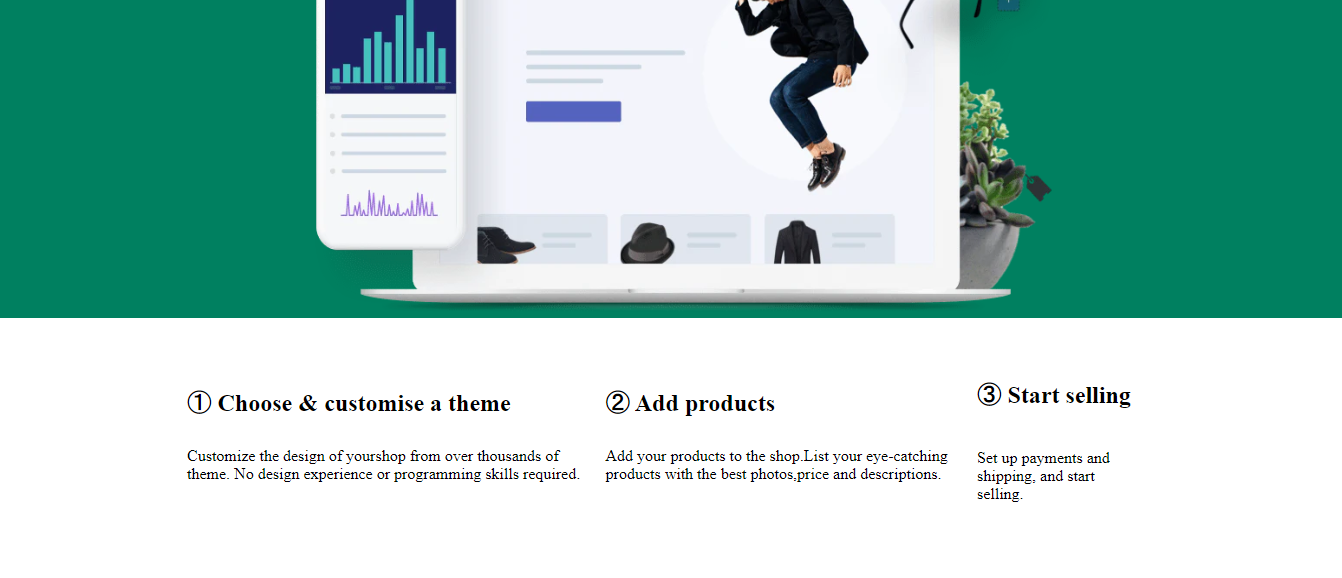 ① Choose & customise a theme
Customize the design of yourshop from over thousands of
theme. No design experience or programming skills required.
② Add products
Add your products to the shop.List your eye-catching
products with the best photos,price and descriptions.
③ Start selling
Set up payments and
shipping, and start
selling.